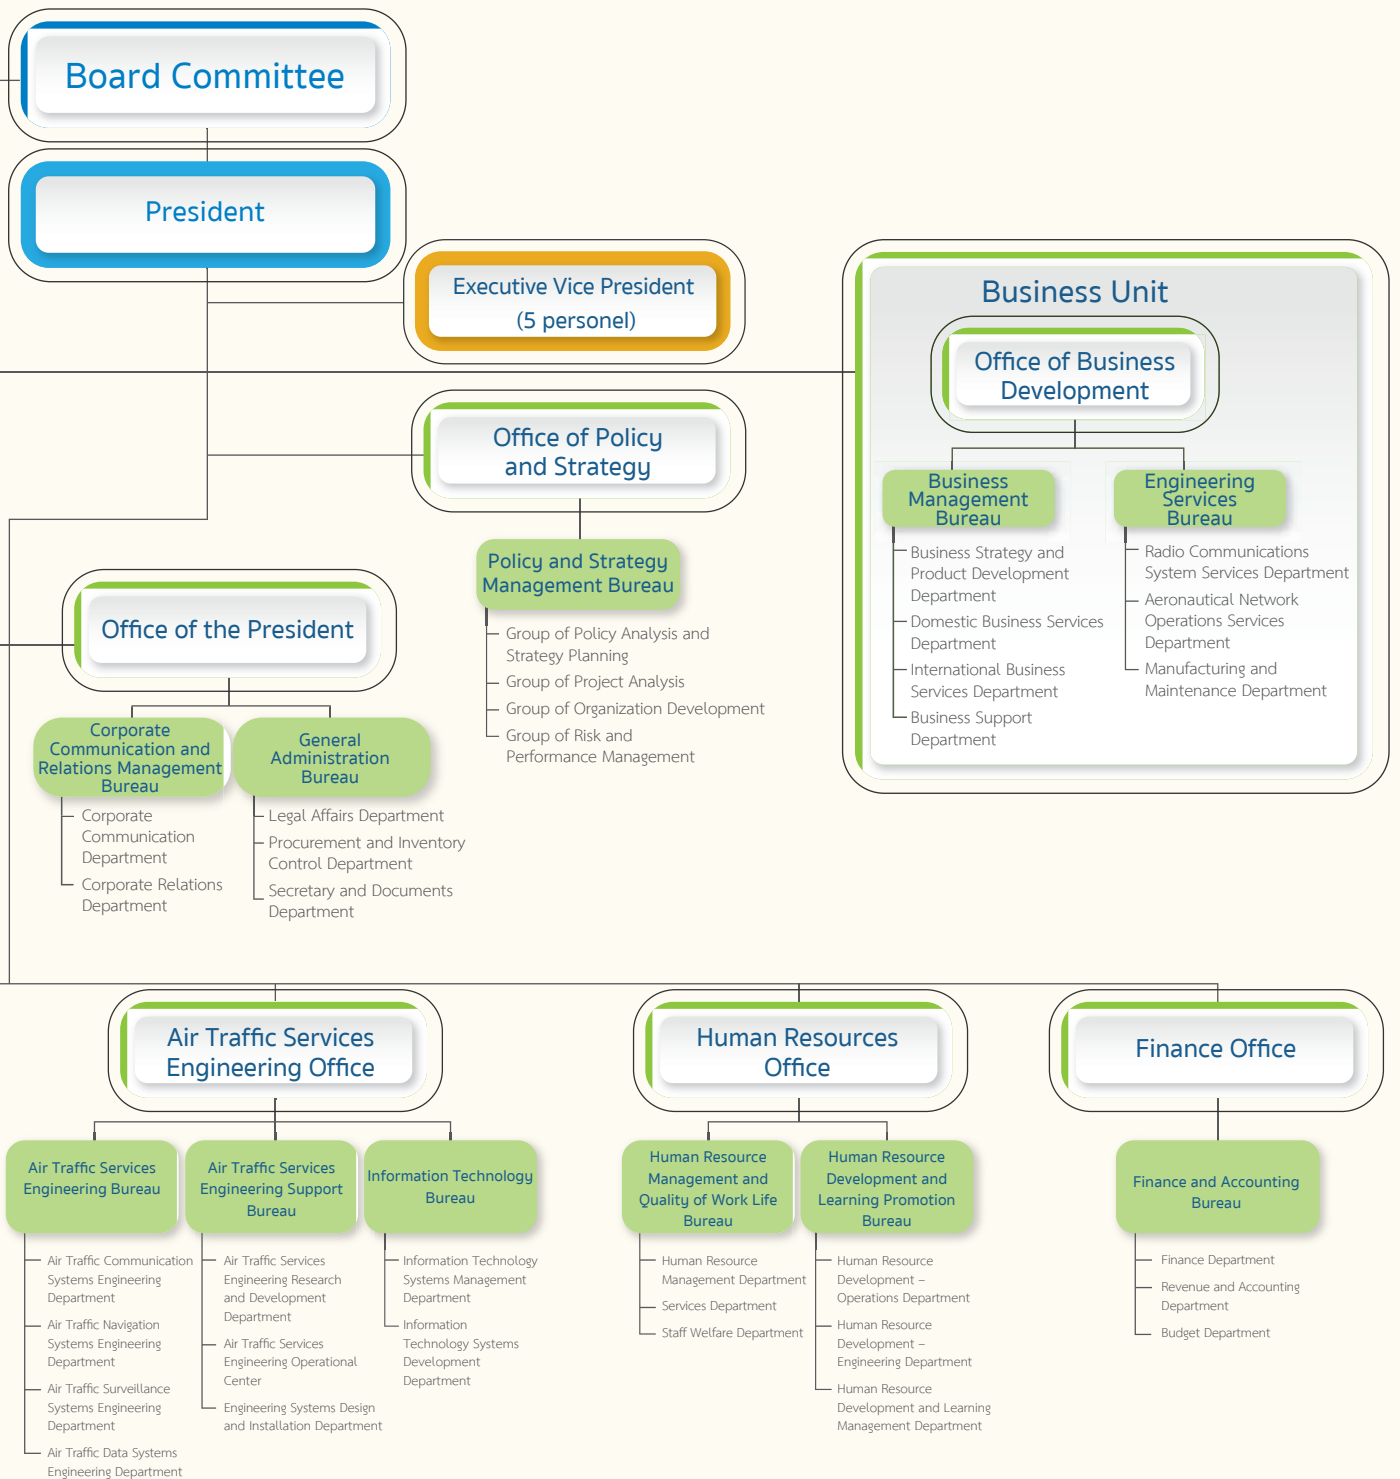 Board Committee
President
Executive Vice President
(5 personel)
Business Unit
Office of Business
Development
Business
Management
Bureau
Business Strategy and
Product Development
Department
Domestic Business Services
Department
International Business
Services Department
Business Support
Department
Engineering
Services
Bureau
Radio Communications
System Services Department
Aeronautical Network
Operations Services
Department
Manufacturing and
Maintenance Department
Office of Policy
and Strategy
Policy and Strategy
Management Bureau
Group of Policy Analysis and
Strategy Planning
Group of Project Analysis
Group of Organization Development
Group of Risk and
Performance Management
Office of the President
Corporate
Communication and
Relations Management
Bureau
Corporate
Communication
Department
Corporate Relations
Department
General
Administration
Bureau
Legal Affairs Department
Procurement and Inventory
Control Department
Secretary and Documents
Department
Air Traffic Services
Engineering Office
Air Traffic Services
Engineering Bureau
Air Traffic Communication
Systems Engineering
Department
Air Traffic Navigation
Systems Engineering
Department
Air Traffic Surveillance
Systems Engineering
Department
Air Traffic Data Systems
Engineering Department
Air Traffic Services
Engineering Support
Bureau
Air Traffic Services
Engineering Research
and Development
Department
Air Traffic Services
Engineering Operational
Center
Engineering Systems Design
and Installation Department
Information Technology
Bureau
Information Technology
Systems Management
Department
Information
Technology Systems
Development
Department
Human Resources
Office
Human Resource
Management and
Quality of Work Life
Bureau
Human Resource
Management Department
Services Department
Staff Welfare Department
Human Resource
Development and
Learning Promotion
Bureau
Human Resource
Development –
Operations Department
Human Resource
Development –
Engineering Department
Human Resource
Development and Learning
Management Department
Finance Office
Finance and Accounting
Bureau
Finance Department
Revenue and Accounting
Department
Budget Department